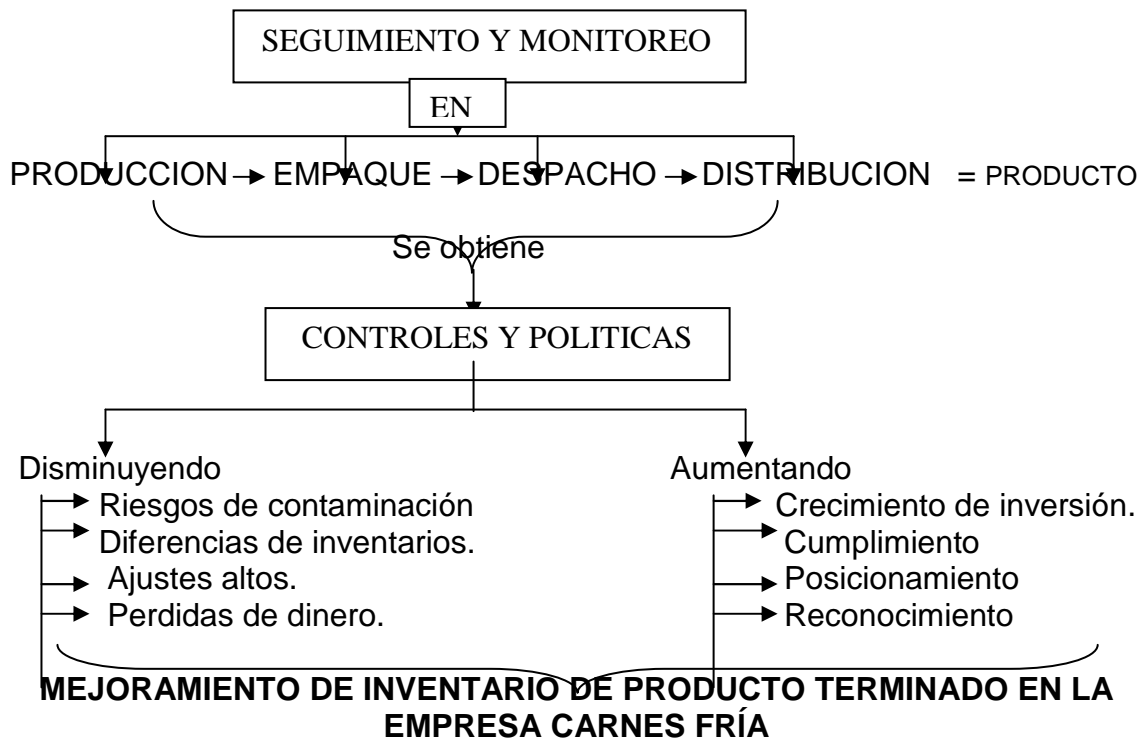 SEGUIMIENTO Y MONITOREO
EN
PRODUCCION EMPAQUE DESPACHO DISTRIBUCION = PRODUCTO
Se obtiene
CONTROLES Y POLITICAS
Disminuyendo
Riesgos de contaminación
Diferencias de inventarios.
Ajustes altos.
Perdidas de dinero.
Aumentando
Crecimiento de inversión.
Cumplimiento
Posicionamiento
Reconocimiento
MEJORAMIENTO DE INVENTARIO DE PRODUCTO TERMINADO EN LA
EMPRESA CARNES FRÍA